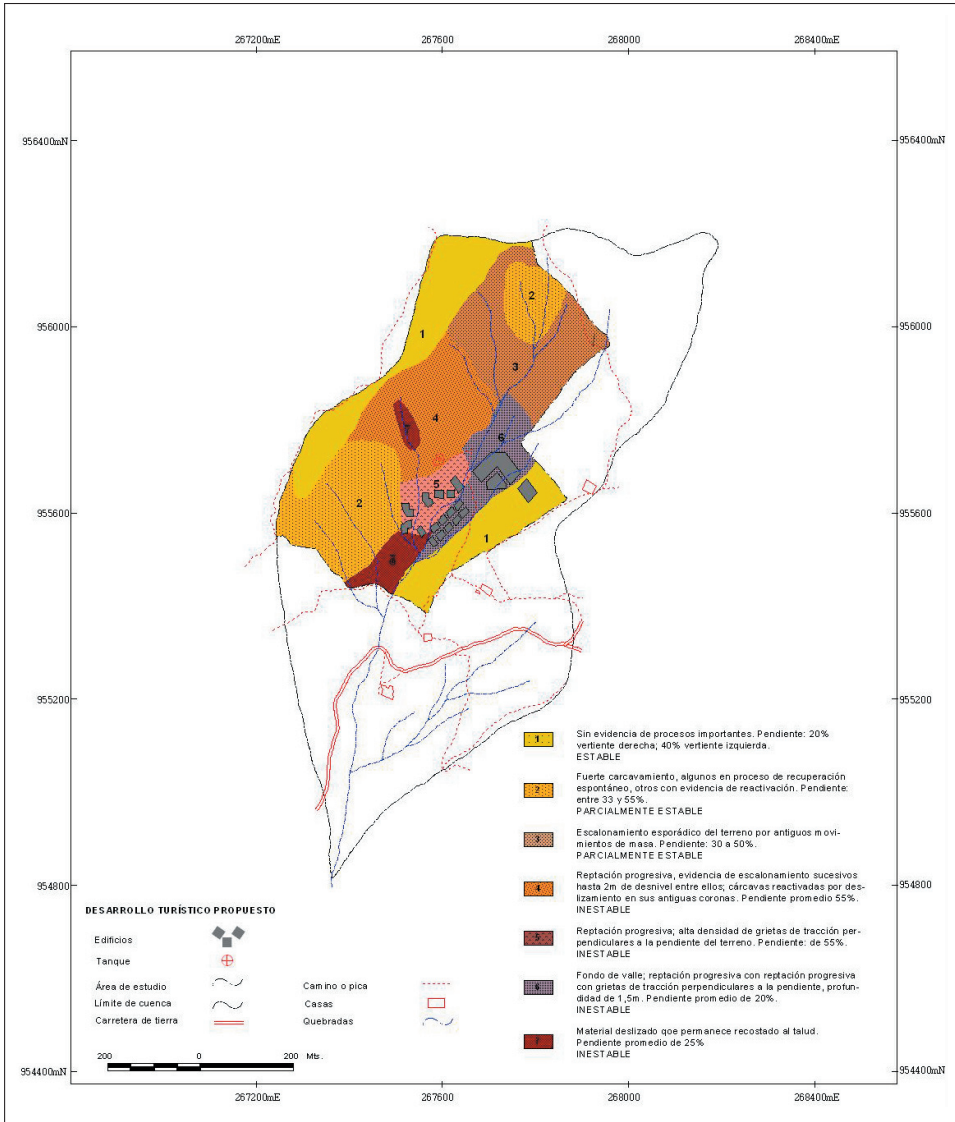 267200mE 267600 268000 268400mE
956400mN 956400mN
956000 956000
955600 955600
955200 955200
954800 954800
954400mN 954400mN
267200mE 267600 268000 268400mE
2
1
3
4
7
6
5
2
1
1 Sin evidencia de procesos importantes. Pendiente: 20%
vertiente derecha; 40% vertiente izquierda.
ESTABLE
2 Fuerte carcavamiento, algunos en proceso de recuperación
espontáneo, otros con evidencia de reactivación. Pendiente:
entre 33 y 55%.
PARCIALMENTE ESTABLE
3 Escalonamiento esporádico del terreno por antiguos movi-
mientos de masa. Pendiente: 30 a 50%.
PARCIALMENTE ESTABLE
4 Reptación progresiva, evidencia de escalonamiento sucesivos
hasta 2m de desnivel entre ellos; cárcavas reactivadas por des-
lizamiento en sus antiguas coronas. Pendiente promedio 55%.
INESTABLE
5 Reptación progresiva; alta densidad de grietas de tracción per-
pendiculares a la pendiente del terreno. Pendiente: de 55%.
INESTABLE
6 Fondo de valle; reptación progresiva con reptación progresiva
con grietas de tracción perpendiculares a la pendiente, profun-
didad de 1,5m. Pendiente promedio de 20%.
INESTABLE
7 Material deslizado que permanece recostado al talud.
Pendiente promedio de 25%
INESTABLE
DESARROLLO TURÍSTICO PROPUESTO
Edificios
Tanque
Área de estudio
Límite de cuenca
Carretera de tierra
Camino o pica
Casas
Quebradas
200 0 200 Mts.